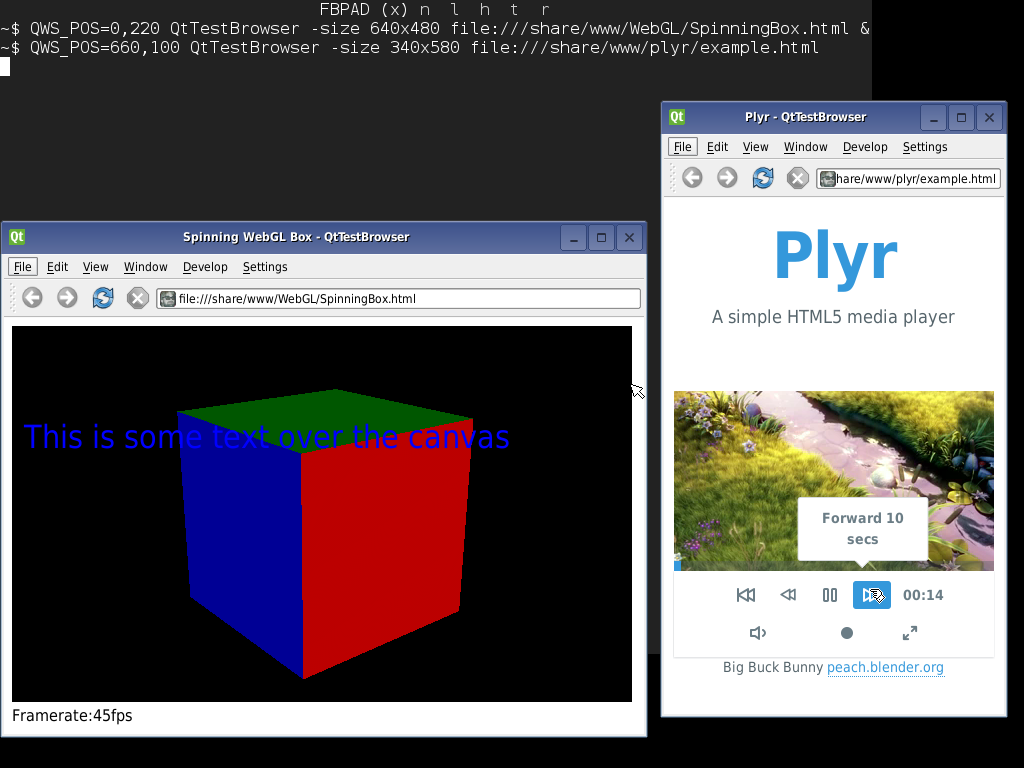 FBPAD (x) n l h t r
~$ QWS_POS=0,220 QtTestBrowser -size 640x480 file:///share/www/WebGL/SpinningBox.html &
~$ QWS_POS=660,100 QtTestBrowser -size 340x580 file:///share/www/plyr/example.html
Qt Plyr - QtTestBrowser
File Edit View Window Develop Settings
hare/www/plyr/example.html
Plyr
A simple HTML5 media player
Forward 10
secs
00:14
Big Buck Bunny peach.blender.org
Qt Spinning WebGL Box - QtTestBrowser
File Edit View Window Develop Settings
file:///share/www/WebGL/SpinningBox.html
This is some text over the canvas
Framerate:45fps